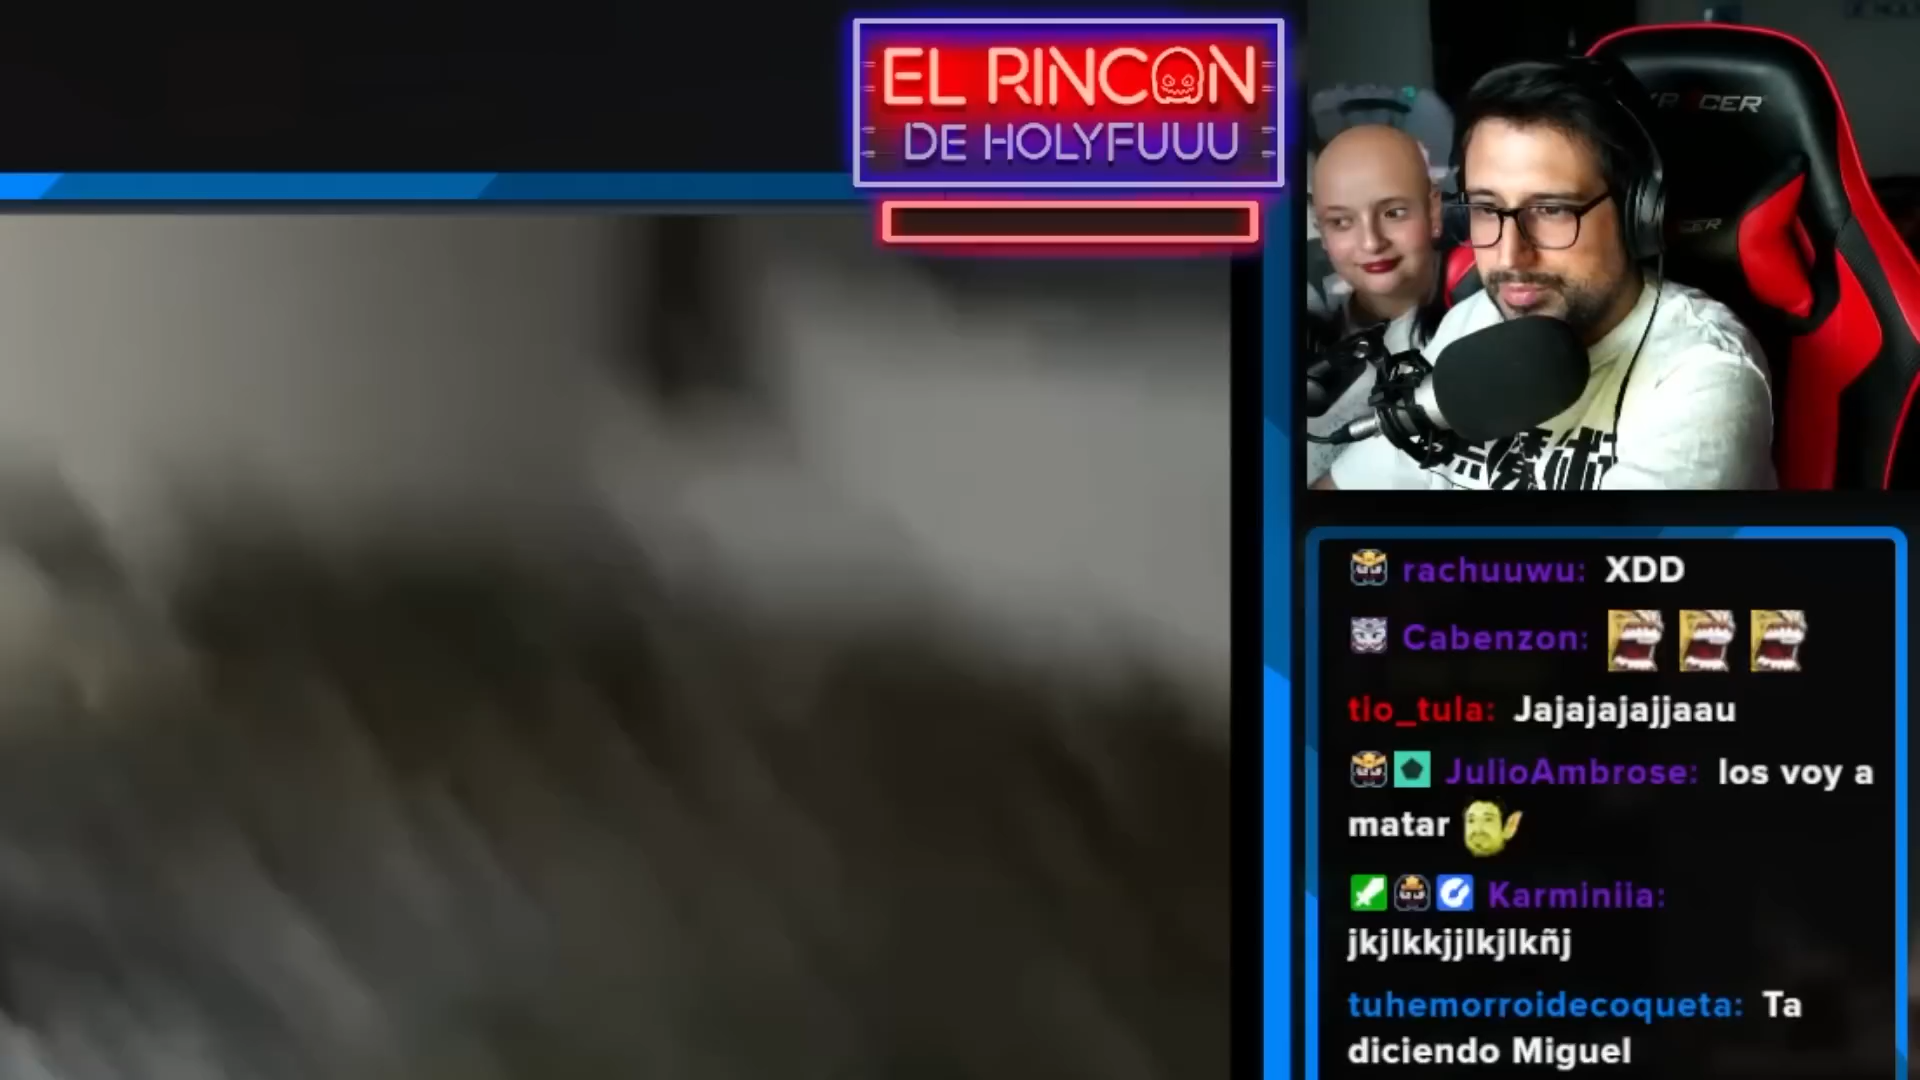 EL RINCON
DE HOLYFUUU
rachuuwu: XDD
Cabenzon:
tio_tula: Jajajajajjaau
JulioAmbrose: los voy a
matar
Karminiia:
jkjlkkjjlkjlkñj
tuhemorroidecoqueta: Ta
diciendo Miguel